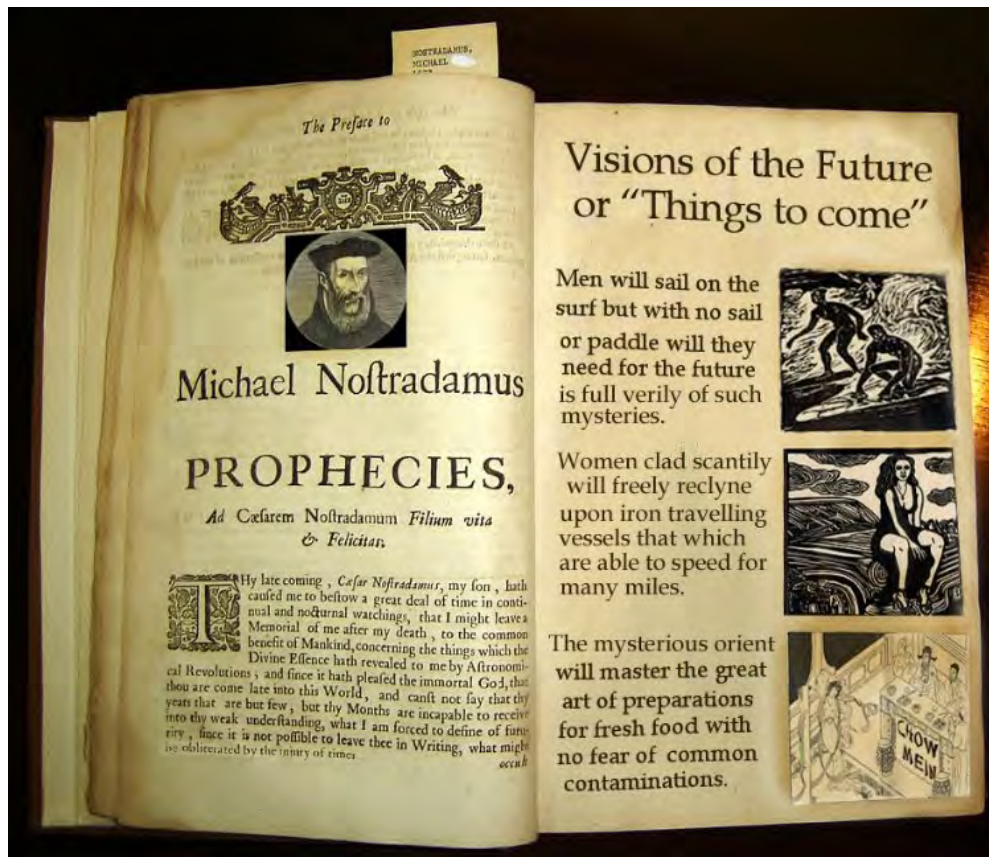 NOSTRADAMUS,
MICHAEL
The Preface to
Michael Noſtradamus
PROPHECIES,
Ad Cæſarem Noſtradamum Filium vita
& Felicitas.
THy late coming , Cæſar Noſtradamus, my ſon , hath
cauſed me to beſtow a great deal of time in conti-
nual and nocturnal watchings, that I might leave a
Memorial of me after my death , to the common
benefit of Mankind, concerning the things which the
Divine Eſſence hath revealed to me by Aſtronomi-
cal Revolutions , and ſince it hath pleaſed the immortal God, that
thou are come late into this World, and canſt not ſay that thy
years that are but few, but thy Months are incapable to receive
into thy weak underſtanding, what I am forced to define of futu-
rity , ſince it is not poſſible to leave thee in Writing, what might
be obliterated by the injury of times
occult
Visions of the Future
or “Things to come”
Men will sail on the
surf but with no sail
or paddle will they
need for the future
is full verily of such
mysteries.
Women clad scantily
will freely reclyne
upon iron travelling
vessels that which
are able to speed for
many miles.
The mysterious orient
will master the great
art of preparations
for fresh food with
no fear of common
contaminations.
CHOW
MEIN